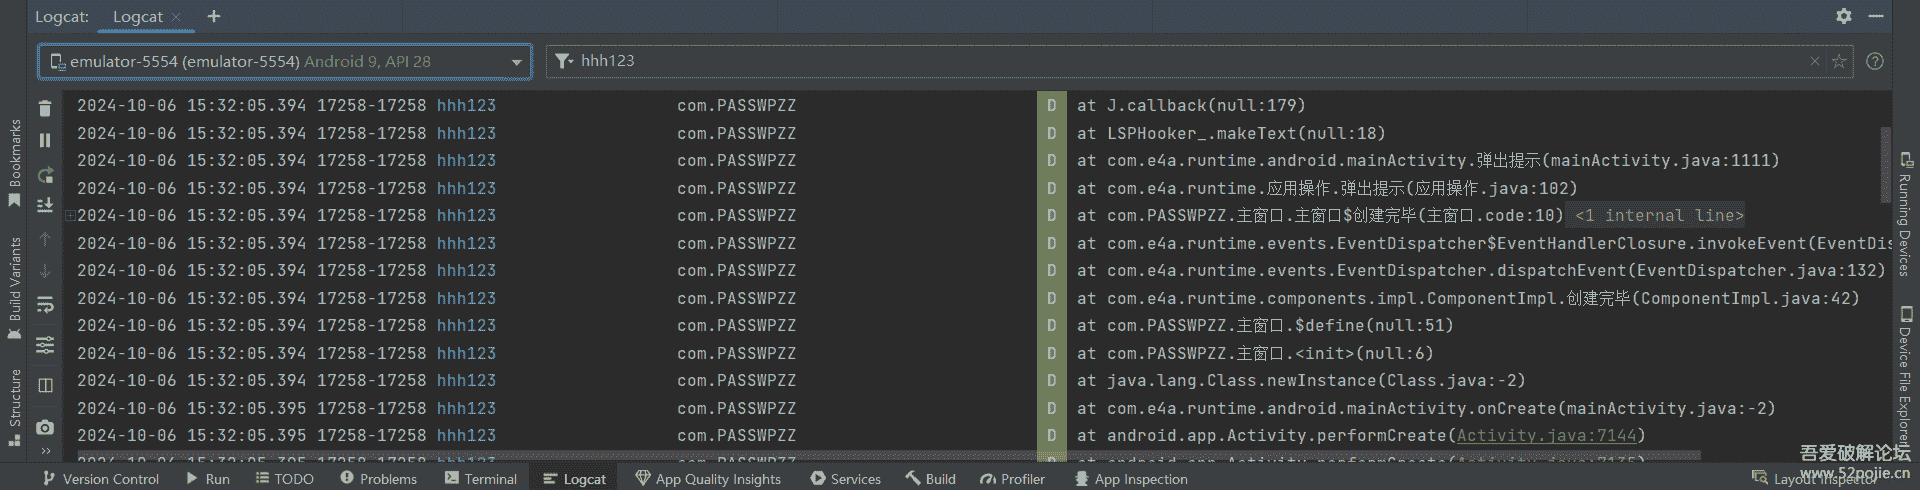 Logcat: Logcat
emulator-5554 (emulator-5554) Android 9, API 28 hhh123
2024-10-06 15:32:05.394 17258-17258 hhh123 com.PASSWPZZ D at J.callback(null:179)
2024-10-06 15:32:05.394 17258-17258 hhh123 com.PASSWPZZ D at LSPHooker_.makeText(null:18)
2024-10-06 15:32:05.394 17258-17258 hhh123 com.PASSWPZZ D at com.e4a.runtime.android.mainActivity.弹出提示(mainActivity.java:1111)
2024-10-06 15:32:05.394 17258-17258 hhh123 com.PASSWPZZ D at com.e4a.runtime.应用操作.弹出提示(应用操作.java:102)
2024-10-06 15:32:05.394 17258-17258 hhh123 com.PASSWPZZ D at com.PASSWPZZ.主窗口.主窗口$创建完毕(主窗口.code:10) <1 internal line>
2024-10-06 15:32:05.394 17258-17258 hhh123 com.PASSWPZZ D at com.e4a.runtime.events.EventDispatcher$EventHandlerClosure.invokeEvent(EventDis
2024-10-06 15:32:05.394 17258-17258 hhh123 com.PASSWPZZ D at com.e4a.runtime.events.EventDispatcher.dispatchEvent(EventDispatcher.java:132)
2024-10-06 15:32:05.394 17258-17258 hhh123 com.PASSWPZZ D at com.e4a.runtime.components.impl.ComponentImpl.创建完毕(ComponentImpl.java:42)
2024-10-06 15:32:05.394 17258-17258 hhh123 com.PASSWPZZ D at com.PASSWPZZ.主窗口.$define(null:51)
2024-10-06 15:32:05.394 17258-17258 hhh123 com.PASSWPZZ D at com.PASSWPZZ.主窗口.<init>(null:6)
2024-10-06 15:32:05.394 17258-17258 hhh123 com.PASSWPZZ D at java.lang.Class.newInstance(Class.java:-2)
2024-10-06 15:32:05.395 17258-17258 hhh123 com.PASSWPZZ D at com.e4a.runtime.android.mainActivity.onCreate(mainActivity.java:-2)
2024-10-06 15:32:05.395 17258-17258 hhh123 com.PASSWPZZ D at android.app.Activity.performCreate(Activity.java:7144)
Bookmarks
Build Variants
Structure
Running Devices
Device File Explorer
Version Control Run TODO Problems Terminal Logcat App Quality Insights Services Build Profiler App Inspection Layout Inspector
吾爱破解论坛
www.52pojie.cn